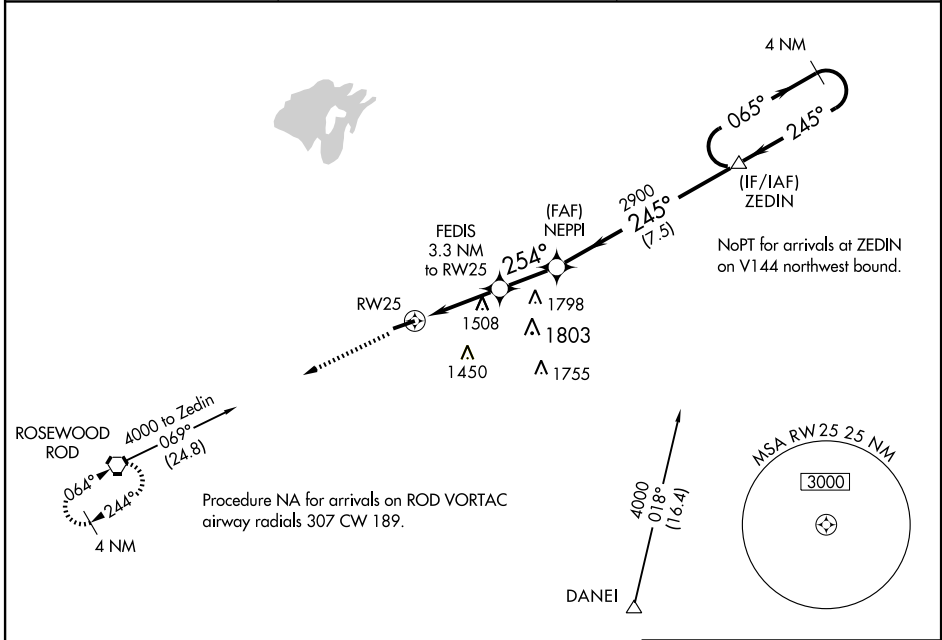 4 NM
065°
245°
(IF/IAF)
ZEDIN
2900
245°
(7.5)
(FAF)
NEPPI
FEDIS
3.3 NM
to RW25
254°
NoPT for arrivals at ZEDIN
on V144 northwest bound.
RW25
1508
1798
1803
1450
1755
ROSEWOOD
ROD
4000 to Zedin
069°
(24.8)
064°
244°
4 NM
Procedure NA for arrivals on ROD VORTAC
airway radials 307 CW 189.
4000
018°
(16.4)
DANEI
MSA RW25 25 NM
3000